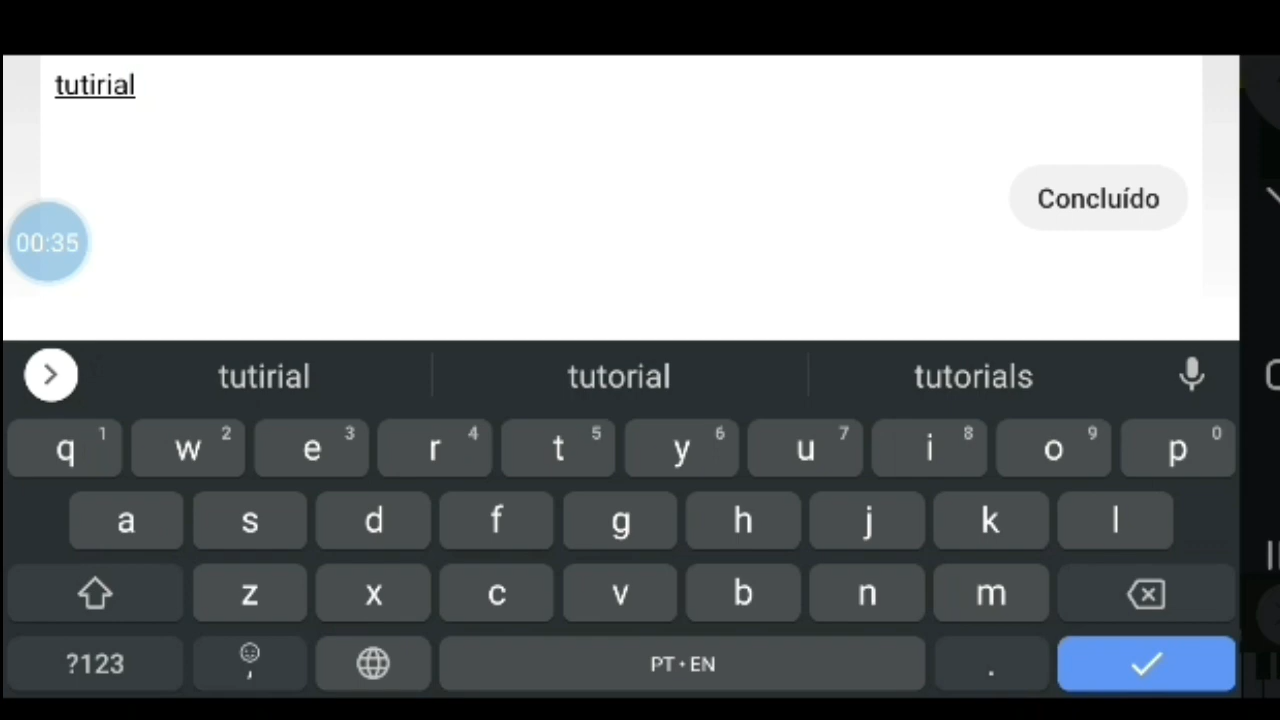 tutirial
Concluído
00:35
tutirial tutorial tutorials
q 1 w 2 e 3 r 4 t 5 y 6 u 7 i 8 o 9 p 0
a s d f g h j k l
z x c v b n m
?123 , PT • EN .